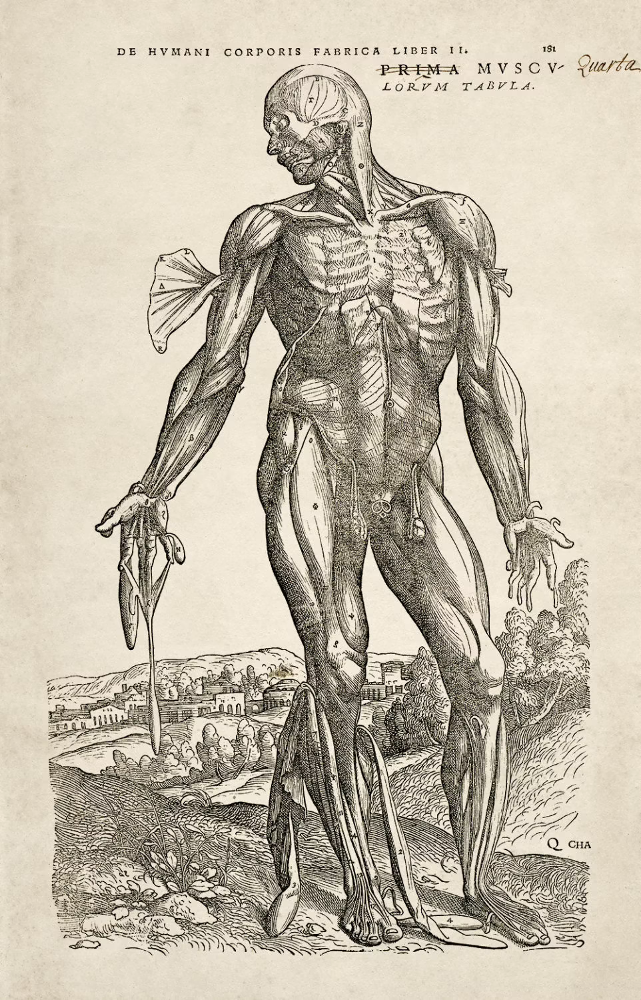 DE HVMANI CORPORIS FABRICA LIBER II.
181
PRIMA MVSCV-
Quarta
LORVM TABVLA.
Q CHA